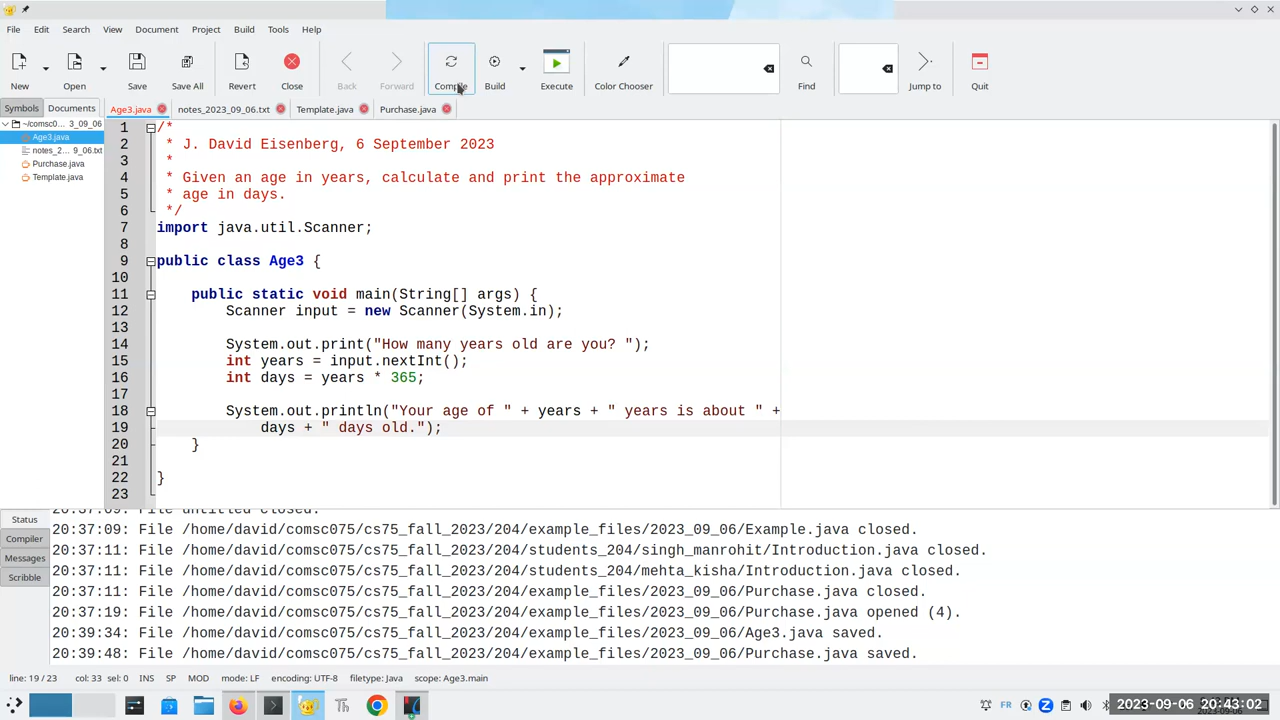 File Edit Search View Document Project Build Tools Help
New Open Save Save All Revert Close Back Forward Compile Build Execute Color Chooser Find Jump to Quit
Symbols Documents
Age3.java notes_2023_09_06.txt Template.java Purchase.java
~/comsc0... 3_09_06
Age3.java
notes_2... 9_06.txt
Purchase.java
Template.java
1 /*
2 * J. David Eisenberg, 6 September 2023
3 *
4 * Given an age in years, calculate and print the approximate
5 * age in days.
6 */
7 import java.util.Scanner;
8
9 public class Age3 {
10
11 public static void main(String[] args) {
12 Scanner input = new Scanner(System.in);
13
14 System.out.print("How many years old are you? ");
15 int years = input.nextInt();
16 int days = years * 365;
17
18 System.out.println("Your age of " + years + " years is about " +
19 days + " days old.");
20 }
21
22 }
23
Status
Compiler
Messages
Scribble
20:37:09: File untitled closed.
20:37:09: File /home/david/comsc075/cs75_fall_2023/204/example_files/2023_09_06/Example.java closed.
20:37:11: File /home/david/comsc075/cs75_fall_2023/204/students_204/singh_manrohit/Introduction.java closed.
20:37:11: File /home/david/comsc075/cs75_fall_2023/204/students_204/mehta_kisha/Introduction.java closed.
20:37:11: File /home/david/comsc075/cs75_fall_2023/204/example_files/2023_09_06/Purchase.java closed.
20:37:19: File /home/david/comsc075/cs75_fall_2023/204/example_files/2023_09_06/Purchase.java opened (4).
20:39:34: File /home/david/comsc075/cs75_fall_2023/204/example_files/2023_09_06/Age3.java saved.
20:39:48: File /home/david/comsc075/cs75_fall_2023/204/example_files/2023_09_06/Purchase.java saved.
line: 19 / 23 col: 33 sel: 0 INS SP MOD mode: LF encoding: UTF-8 filetype: Java scope: Age3.main
FR 2023-09-06 20:43:02